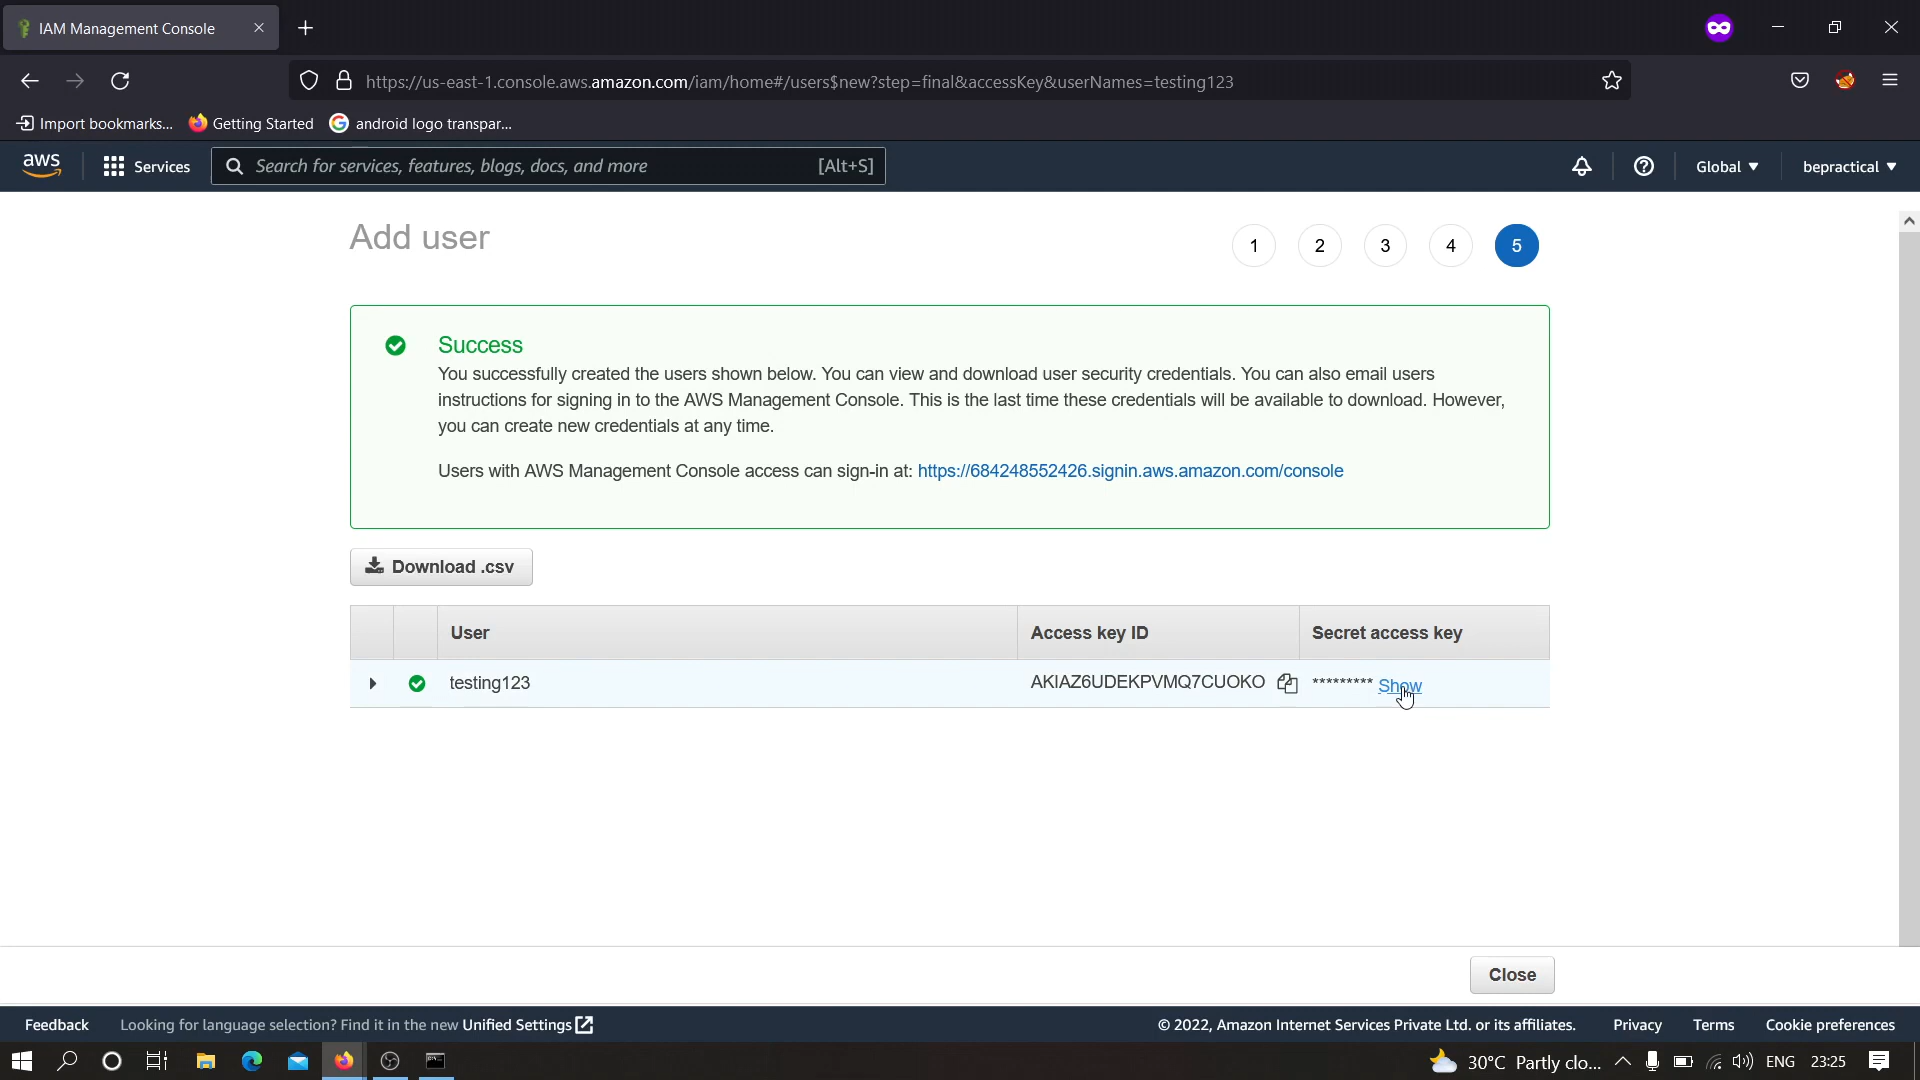 IAM Management Console
https://us-east-1.console.aws.amazon.com/iam/home#/users$new?step=final&accessKey&userNames=testing123
Import bookmarks... Getting Started android logo transpar...
aws Services Search for services, features, blogs, docs, and more [Alt+S] Global bepractical
Add user 1 2 3 4 5
Success
You successfully created the users shown below. You can view and download user security credentials. You can also email users
instructions for signing in to the AWS Management Console. This is the last time these credentials will be available to download. However,
you can create new credentials at any time.
Users with AWS Management Console access can sign-in at: https://684248552426.signin.aws.amazon.com/console
Download .csv
User Access key ID Secret access key
testing123 AKIAZ6UDEKPVMQ7CUOKO ********* Show
Close
Feedback Looking for language selection? Find it in the new Unified Settings © 2022, Amazon Internet Services Private Ltd. or its affiliates. Privacy Terms Cookie preferences
30°C Partly clo... ENG 23:25